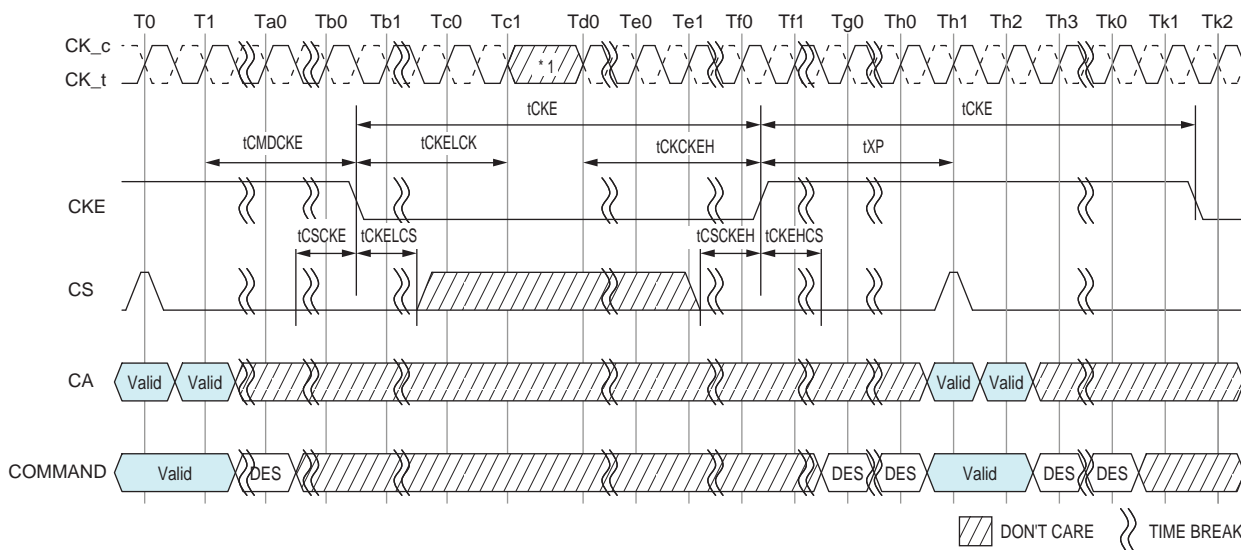 T0 T1 Ta0 Tb0 Tb1 Tc0 Tc1 Td0 Te0 Te1 Tf0 Tf1 Tg0 Th0 Th1 Th2 Th3 Tk0 Tk1 Tk2
CK_c
CK_t
* 1
tCKE tCKE
tCMDCKE tCKELCK tCKCKEH tXP
CKE
tCSCKE tCKELCS tCSCKEH tCKEHCS
CS
CA Valid Valid Valid Valid
COMMAND Valid DES DES DES Valid DES DES
DON'T CARE TIME BREAK